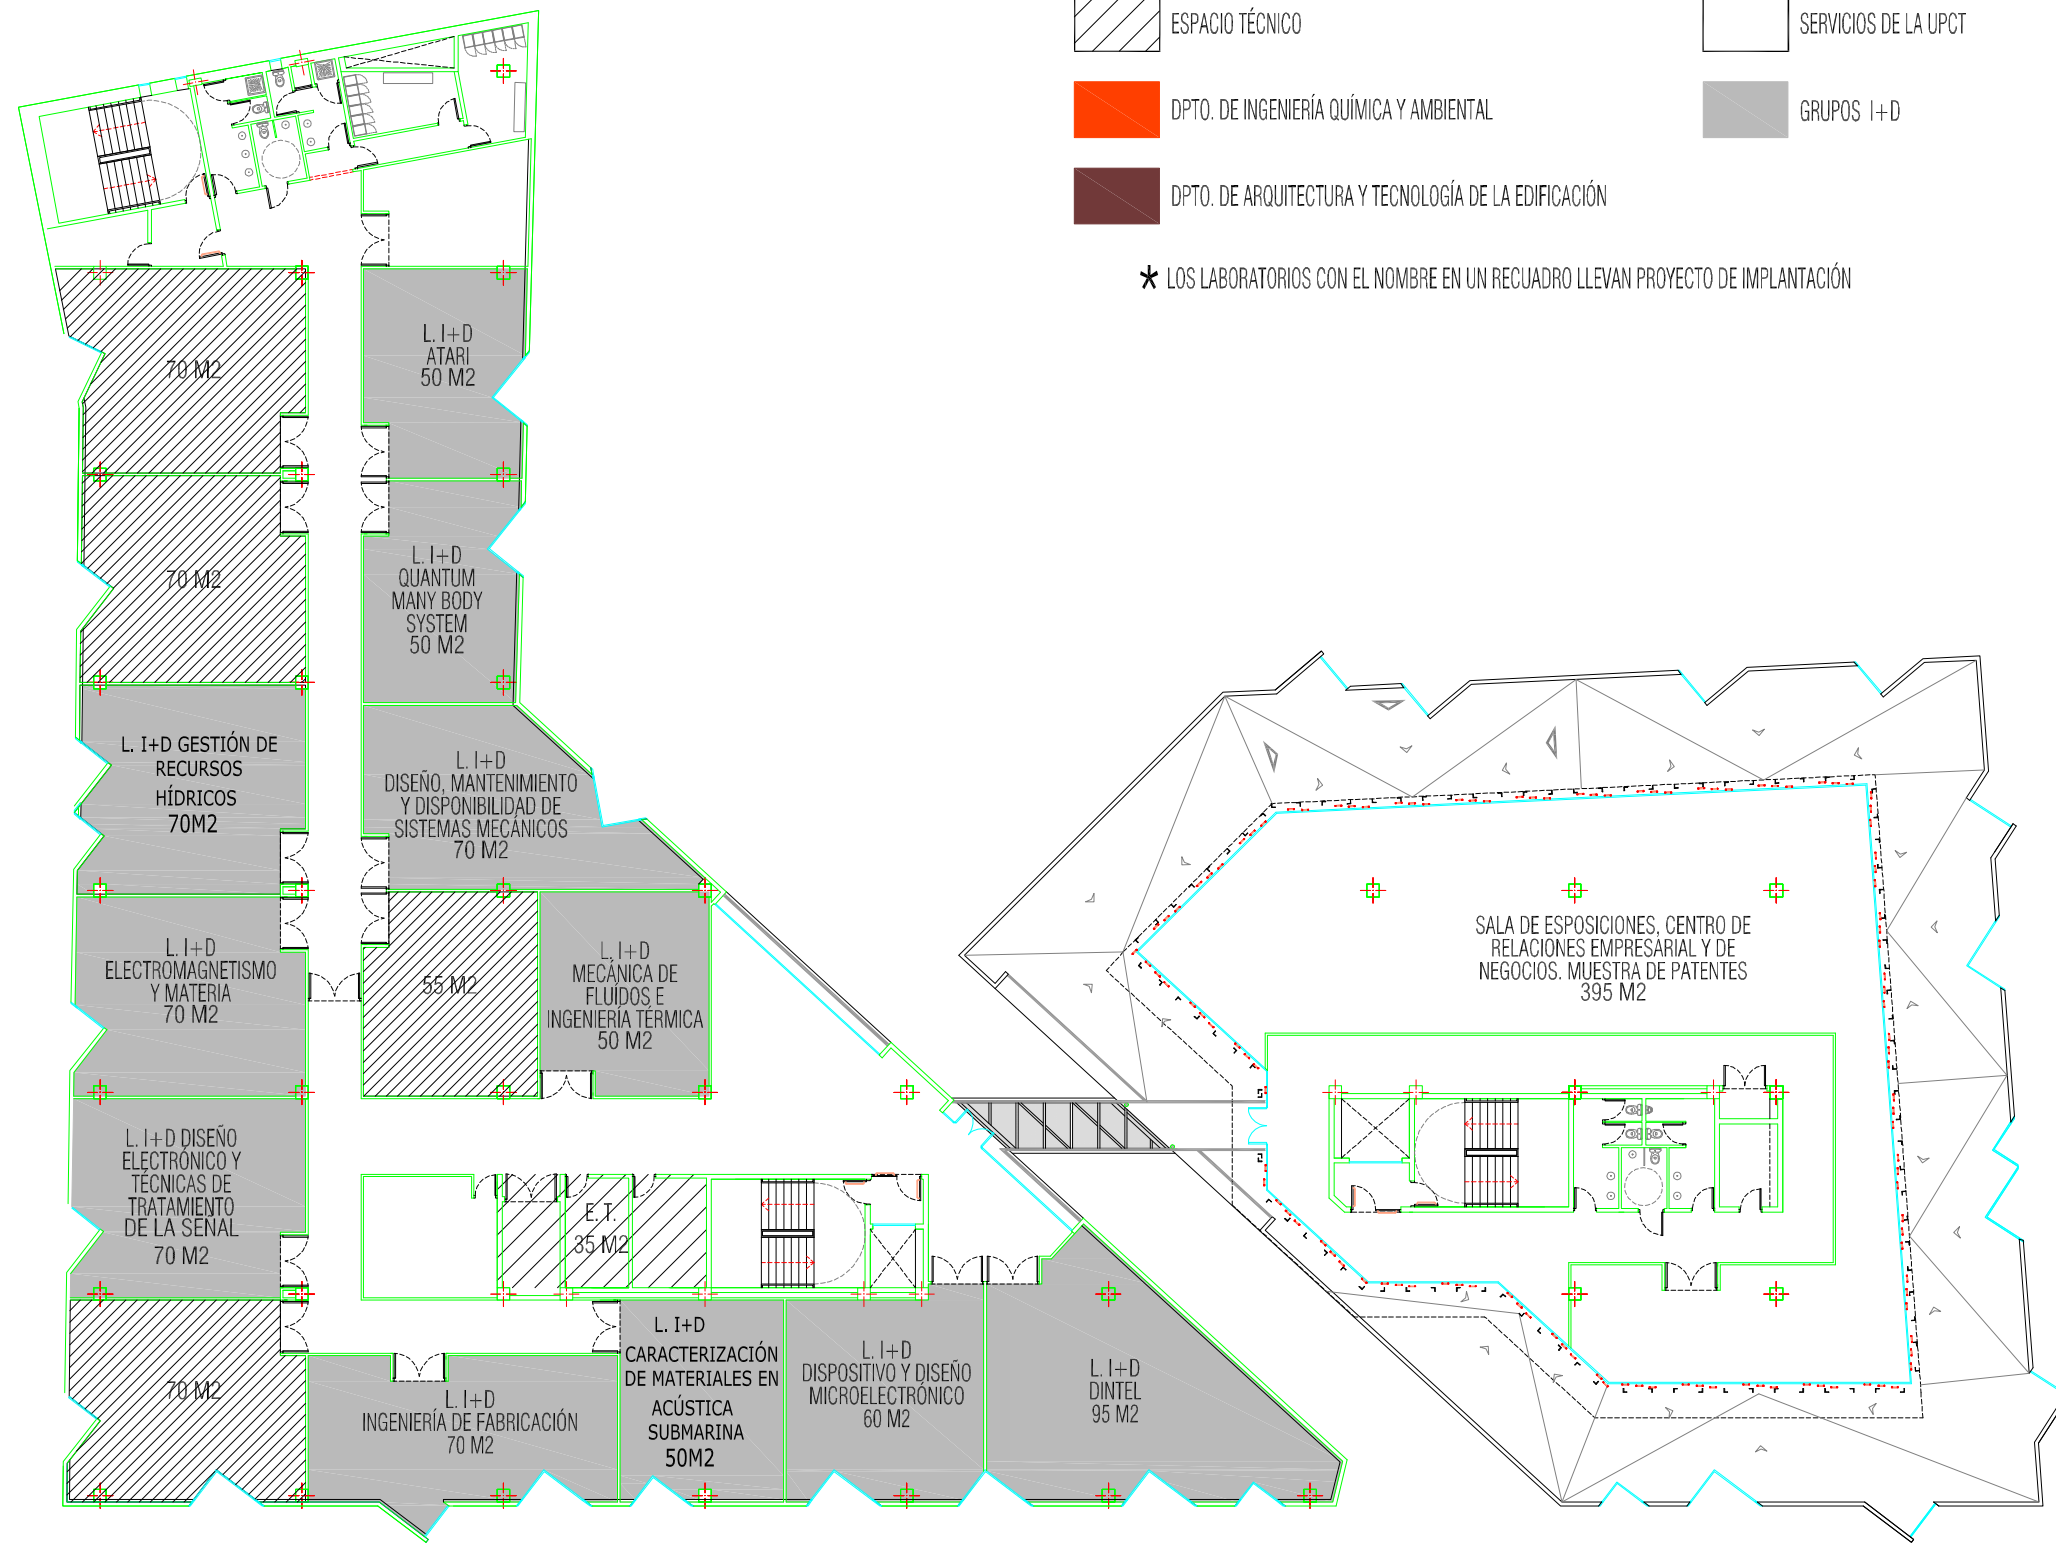 ESPACIO TÉCNICO
SERVICIOS DE LA UPCT
DPTO. DE INGENIERÍA QUÍMICA Y AMBIENTAL
GRUPOS I+D
DPTO. DE ARQUITECTURA Y TECNOLOGÍA DE LA EDIFICACIÓN
* LOS LABORATORIOS CON EL NOMBRE EN UN RECUADRO LLEVAN PROYECTO DE IMPLANTACIÓN
70 M2
L. I+D
ATARI
50 M2
70 M2
L. I+D
QUANTUM
MANY BODY
SYSTEM
50 M2
L. I+D GESTIÓN DE
RECURSOS
HÍDRICOS
70M2
L. I+D
DISEÑO, MANTENIMIENTO
Y DISPONIBILIDAD DE
SISTEMAS MECÁNICOS
70 M2
L. I+D
ELECTROMAGNETISMO
Y MATERIA
70 M2
55 M2
L. I+D
MECÁNICA DE
FLUÍDOS E
INGENIERÍA TÉRMICA
50 M2
SALA DE ESPOSICIONES, CENTRO DE
RELACIONES EMPRESARIAL Y DE
NEGOCIOS. MUESTRA DE PATENTES
395 M2
L. I+D DISEÑO
ELECTRÓNICO Y
TÉCNICAS DE
TRATAMIENTO
DE LA SEÑAL
70 M2
E. T.
35 M2
70 M2
L. I+D
INGENIERÍA DE FABRICACIÓN
70 M2
L. I+D
CARACTERIZACIÓN
DE MATERIALES EN
ACÚSTICA
SUBMARINA
50M2
L. I+D
DISPOSITIVO Y DISEÑO
MICROELECTRÓNICO
60 M2
L. I+D
DINTEL
95 M2